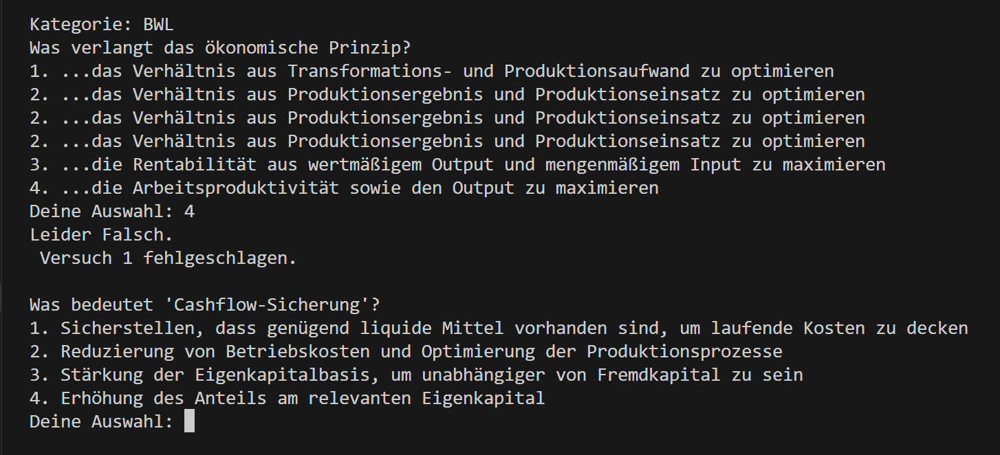 Kategorie: BWL
Was verlangt das ökonomische Prinzip?
1. ...das Verhältnis aus Transformations- und Produktionsaufwand zu optimieren
2. ...das Verhältnis aus Produktionsergebnis und Produktionseinsatz zu optimieren
2. ...das Verhältnis aus Produktionsergebnis und Produktionseinsatz zu optimieren
2. ...das Verhältnis aus Produktionsergebnis und Produktionseinsatz zu optimieren
3. ...die Rentabilität aus wertmäßigem Output und mengenmäßigem Input zu maximieren
4. ...die Arbeitsproduktivität sowie den Output zu maximieren
Deine Auswahl: 4
Leider Falsch.
Versuch 1 fehlgeschlagen.
Was bedeutet 'Cashflow-Sicherung'?
1. Sicherstellen, dass genügend liquide Mittel vorhanden sind, um laufende Kosten zu decken
2. Reduzierung von Betriebskosten und Optimierung der Produktionsprozesse
3. Stärkung der Eigenkapitalbasis, um unabhängiger von Fremdkapital zu sein
4. Erhöhung des Anteils am relevanten Eigenkapital
Deine Auswahl: